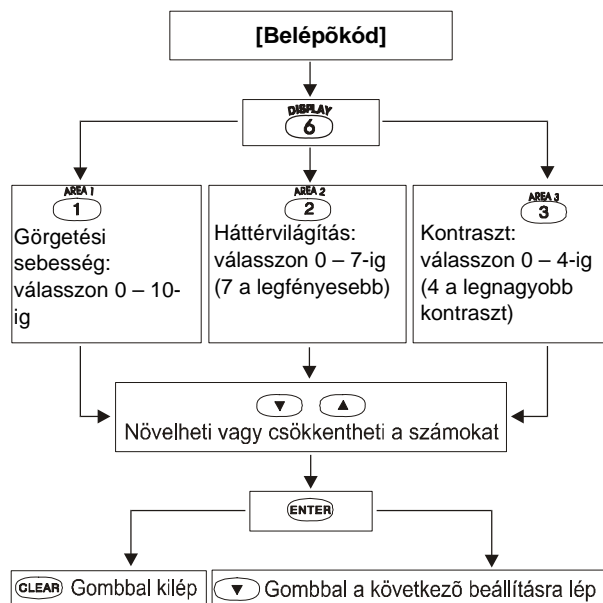 [Belépõkód]
DISPLAY
6
AREA 1
1
Görgetési
sebesség:
válasszon 0 – 10-
ig
AREA 2
2
Háttérvilágítás:
válasszon 0 – 7-ig
(7 a legfényesebb)
AREA 3
3
Kontraszt:
válasszon 0 – 4-ig
(4 a legnagyobb
kontraszt)
▼ ▲
Növelheti vagy csökkentheti a számokat
ENTER
CLEAR Gombbal kilép
▼ Gombbal a következõ beállításra lép